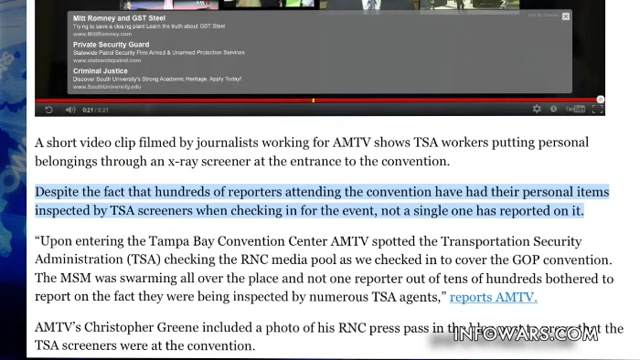 Mitt Romney and GST Steel
Trying to save a closing plant Learn the truth about GST Steel
www.MittRomney.com
Private Security Guard
Statewide Patrol Security Firm Armed & Unarmed Protection Services
www.statewidepatrol.com
Criminal Justice
Discover South University's Strong Academic Heritage. Apply Today!
www.SouthUniversity.edu
0:21 / 0:21
A short video clip filmed by journalists working for AMTV shows TSA workers putting personal
belongings through an x-ray screener at the entrance to the convention.
Despite the fact that hundreds of reporters attending the convention have had their personal items
inspected by TSA screeners when checking in for the event, not a single one has reported on it.
“Upon entering the Tampa Bay Convention Center AMTV spotted the Transportation Security
Administration (TSA) checking the RNC media pool as we checked in to cover the GOP convention.
The MSM was swarming all over the place and not one reporter out of tens of hundreds bothered to
report on the fact they were being inspected by numerous TSA agents,” reports AMTV.
AMTV’s Christopher Greene included a photo of his RNC press pass in the that the
INFOWARS.COM
TSA screeners were at the convention.